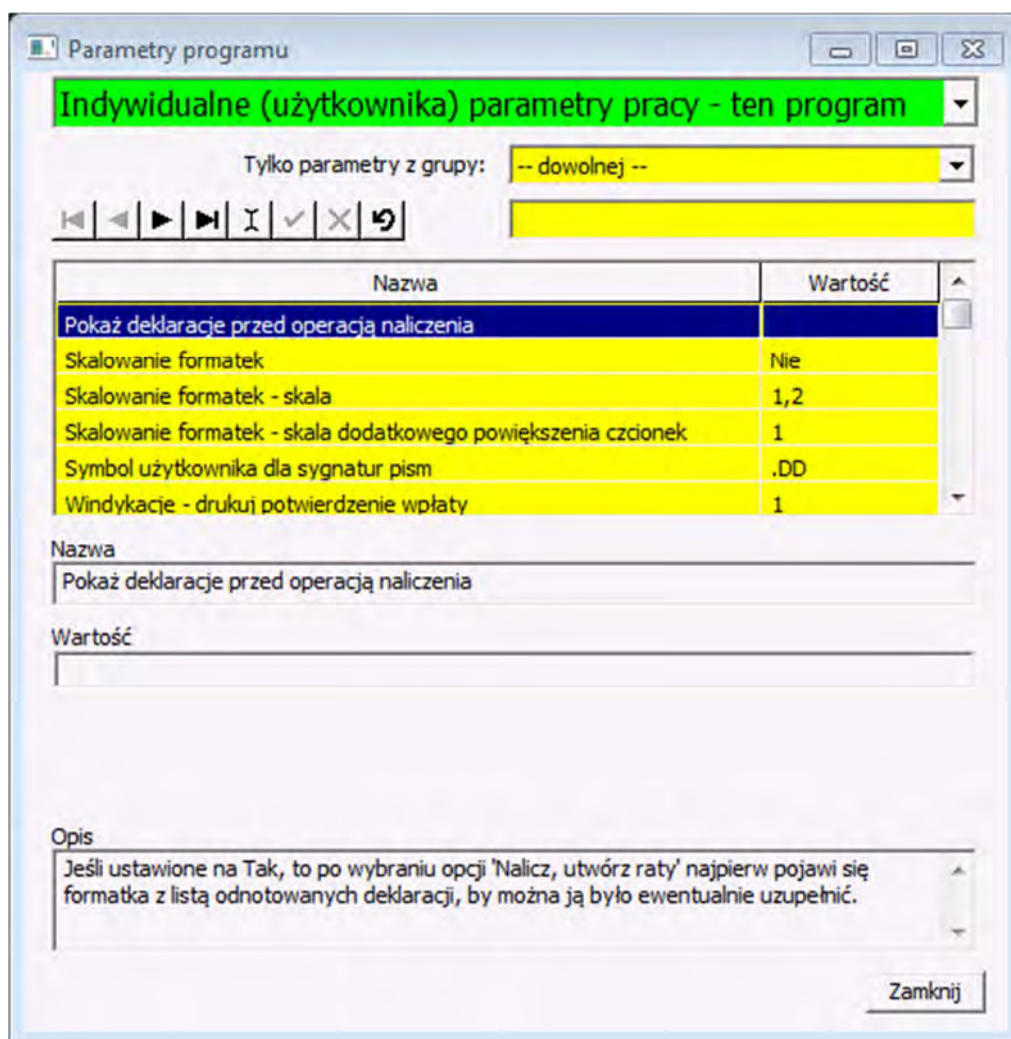 Parametry programu
Indywidualne (użytkownika) parametry pracy - ten program
Tylko parametry z grupy: -- dowolnej --
Nazwa Wartość
Pokaż deklaracje przed operacją naliczenia
Skalowanie formatek Nie
Skalowanie formatek - skala 1,2
Skalowanie formatek - skala dodatkowego powiększenia czcionek 1
Symbol użytkownika dla sygnatur pism .DD
Windykacje - drukuj potwierdzenie wpłaty 1
Nazwa
Pokaż deklaracje przed operacją naliczenia
Wartość
Opis
Jeśli ustawione na Tak, to po wybraniu opcji 'Nalicz, utwórz raty' najpierw pojawi się
formatka z listą odnotowanych deklaracji, by można ją było ewentualnie uzupełnić.
Zamknij